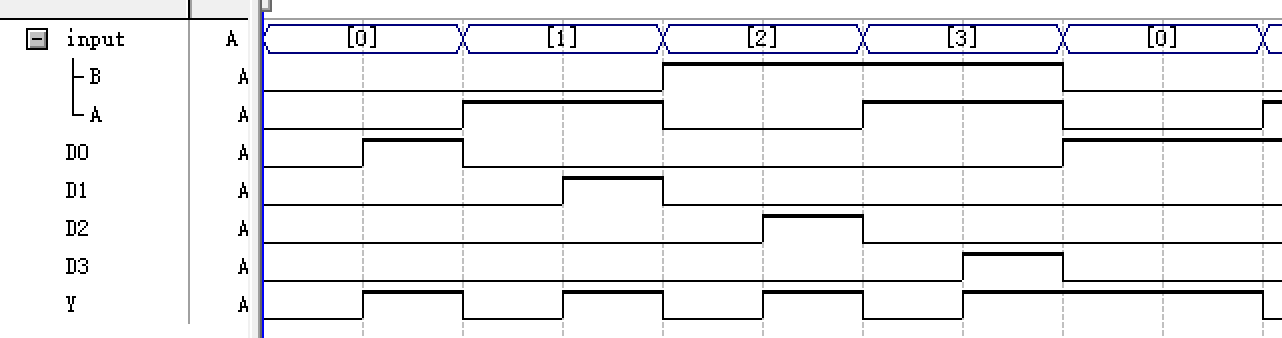 input A [0] [1] [2] [3] [0]
B A
A A
D0 A
D1 A
D2 A
D3 A
Y A